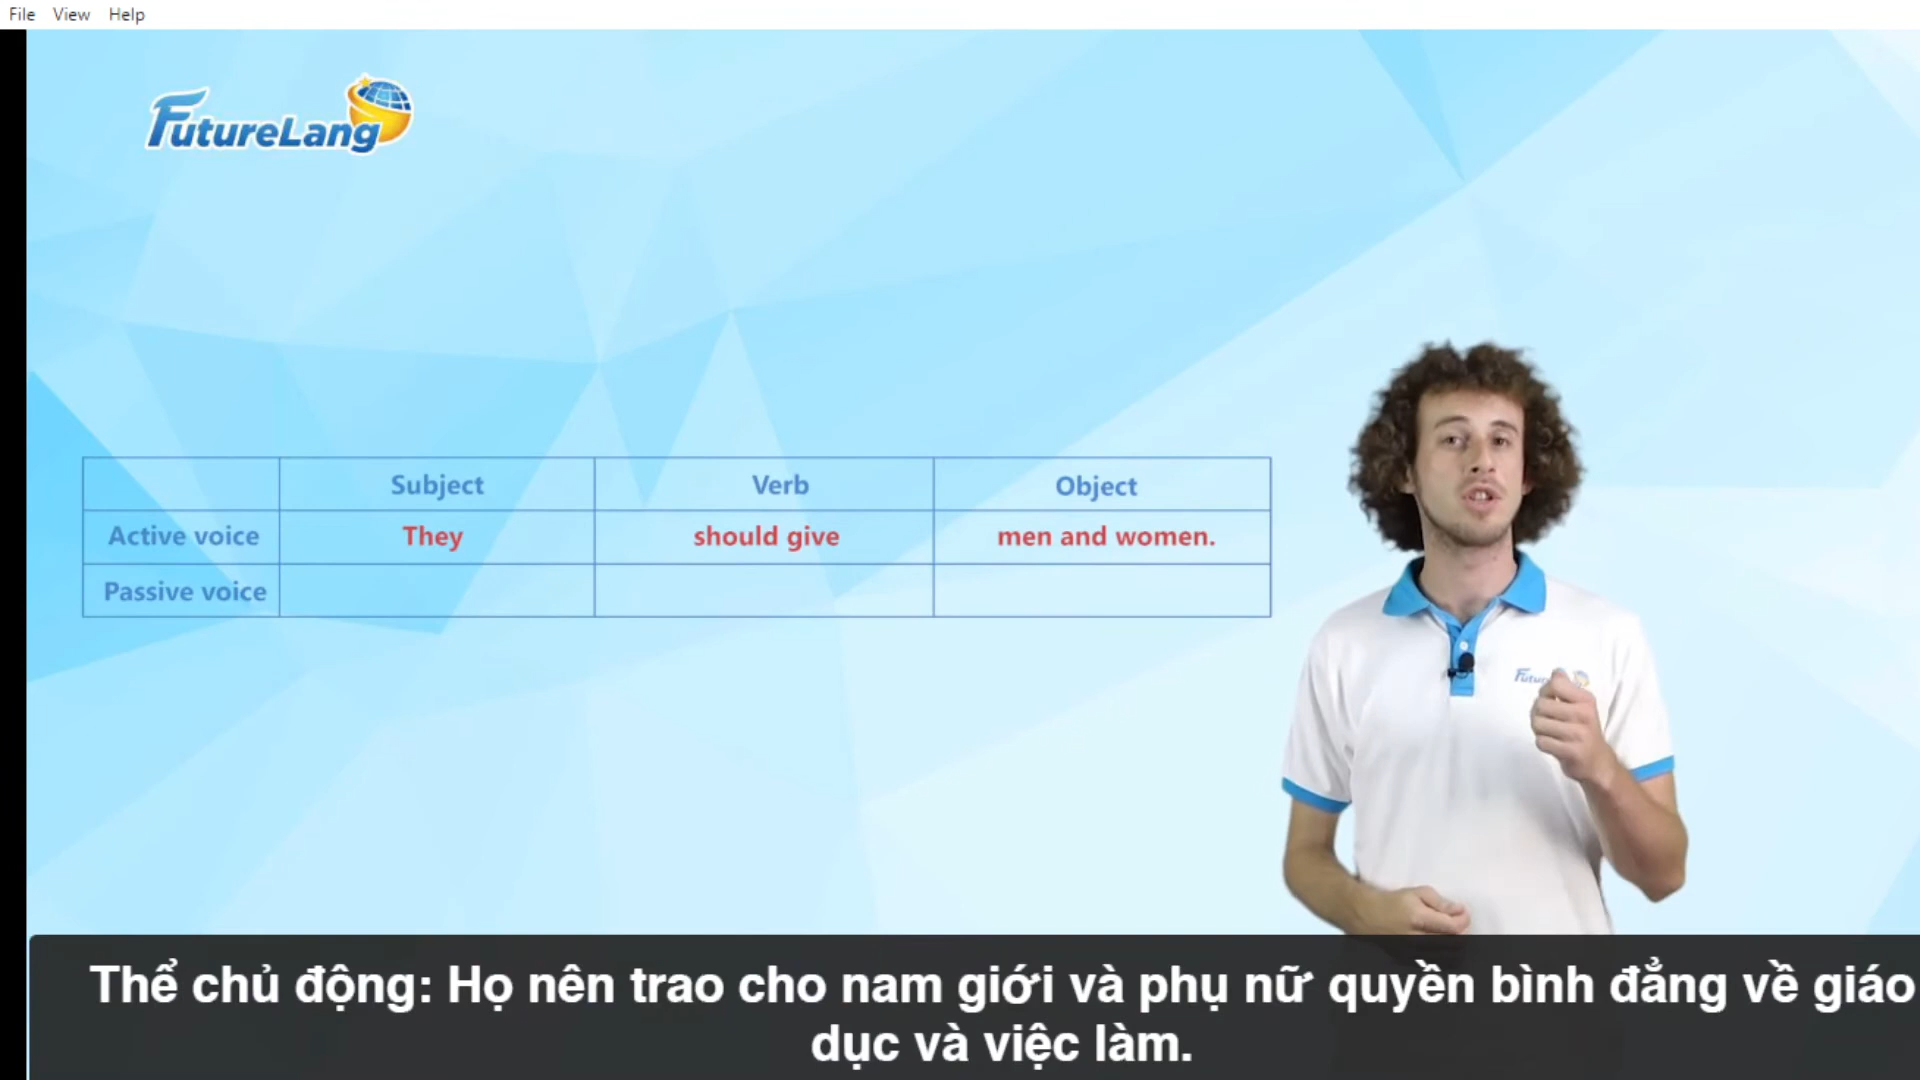 File View Help
FutureLang
Subject Verb Object
Active voice They should give men and women.
Passive voice
Futur
Thể chủ động: Họ nên trao cho nam giới và phụ nữ quyền bình đẳng về giáo
dục và việc làm.